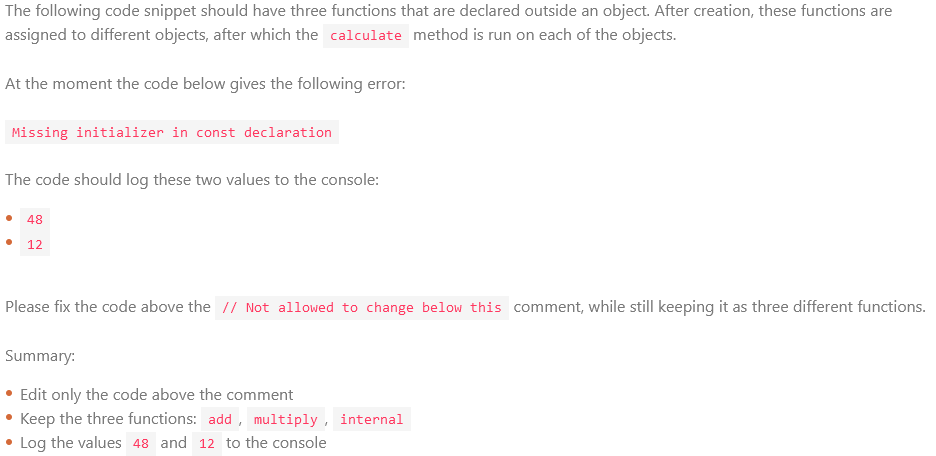 The following code snippet should have three functions that are declared outside an object. After creation, these functions are
assigned to different objects, after which the calculate method is run on each of the objects.
At the moment the code below gives the following error:
Missing initializer in const declaration
The code should log these two values to the console:
48
12
Please fix the code above the // Not allowed to change below this comment, while still keeping it as three different functions.
Summary:
Edit only the code above the comment
Keep the three functions: add , multiply , internal
Log the values 48 and 12 to the console